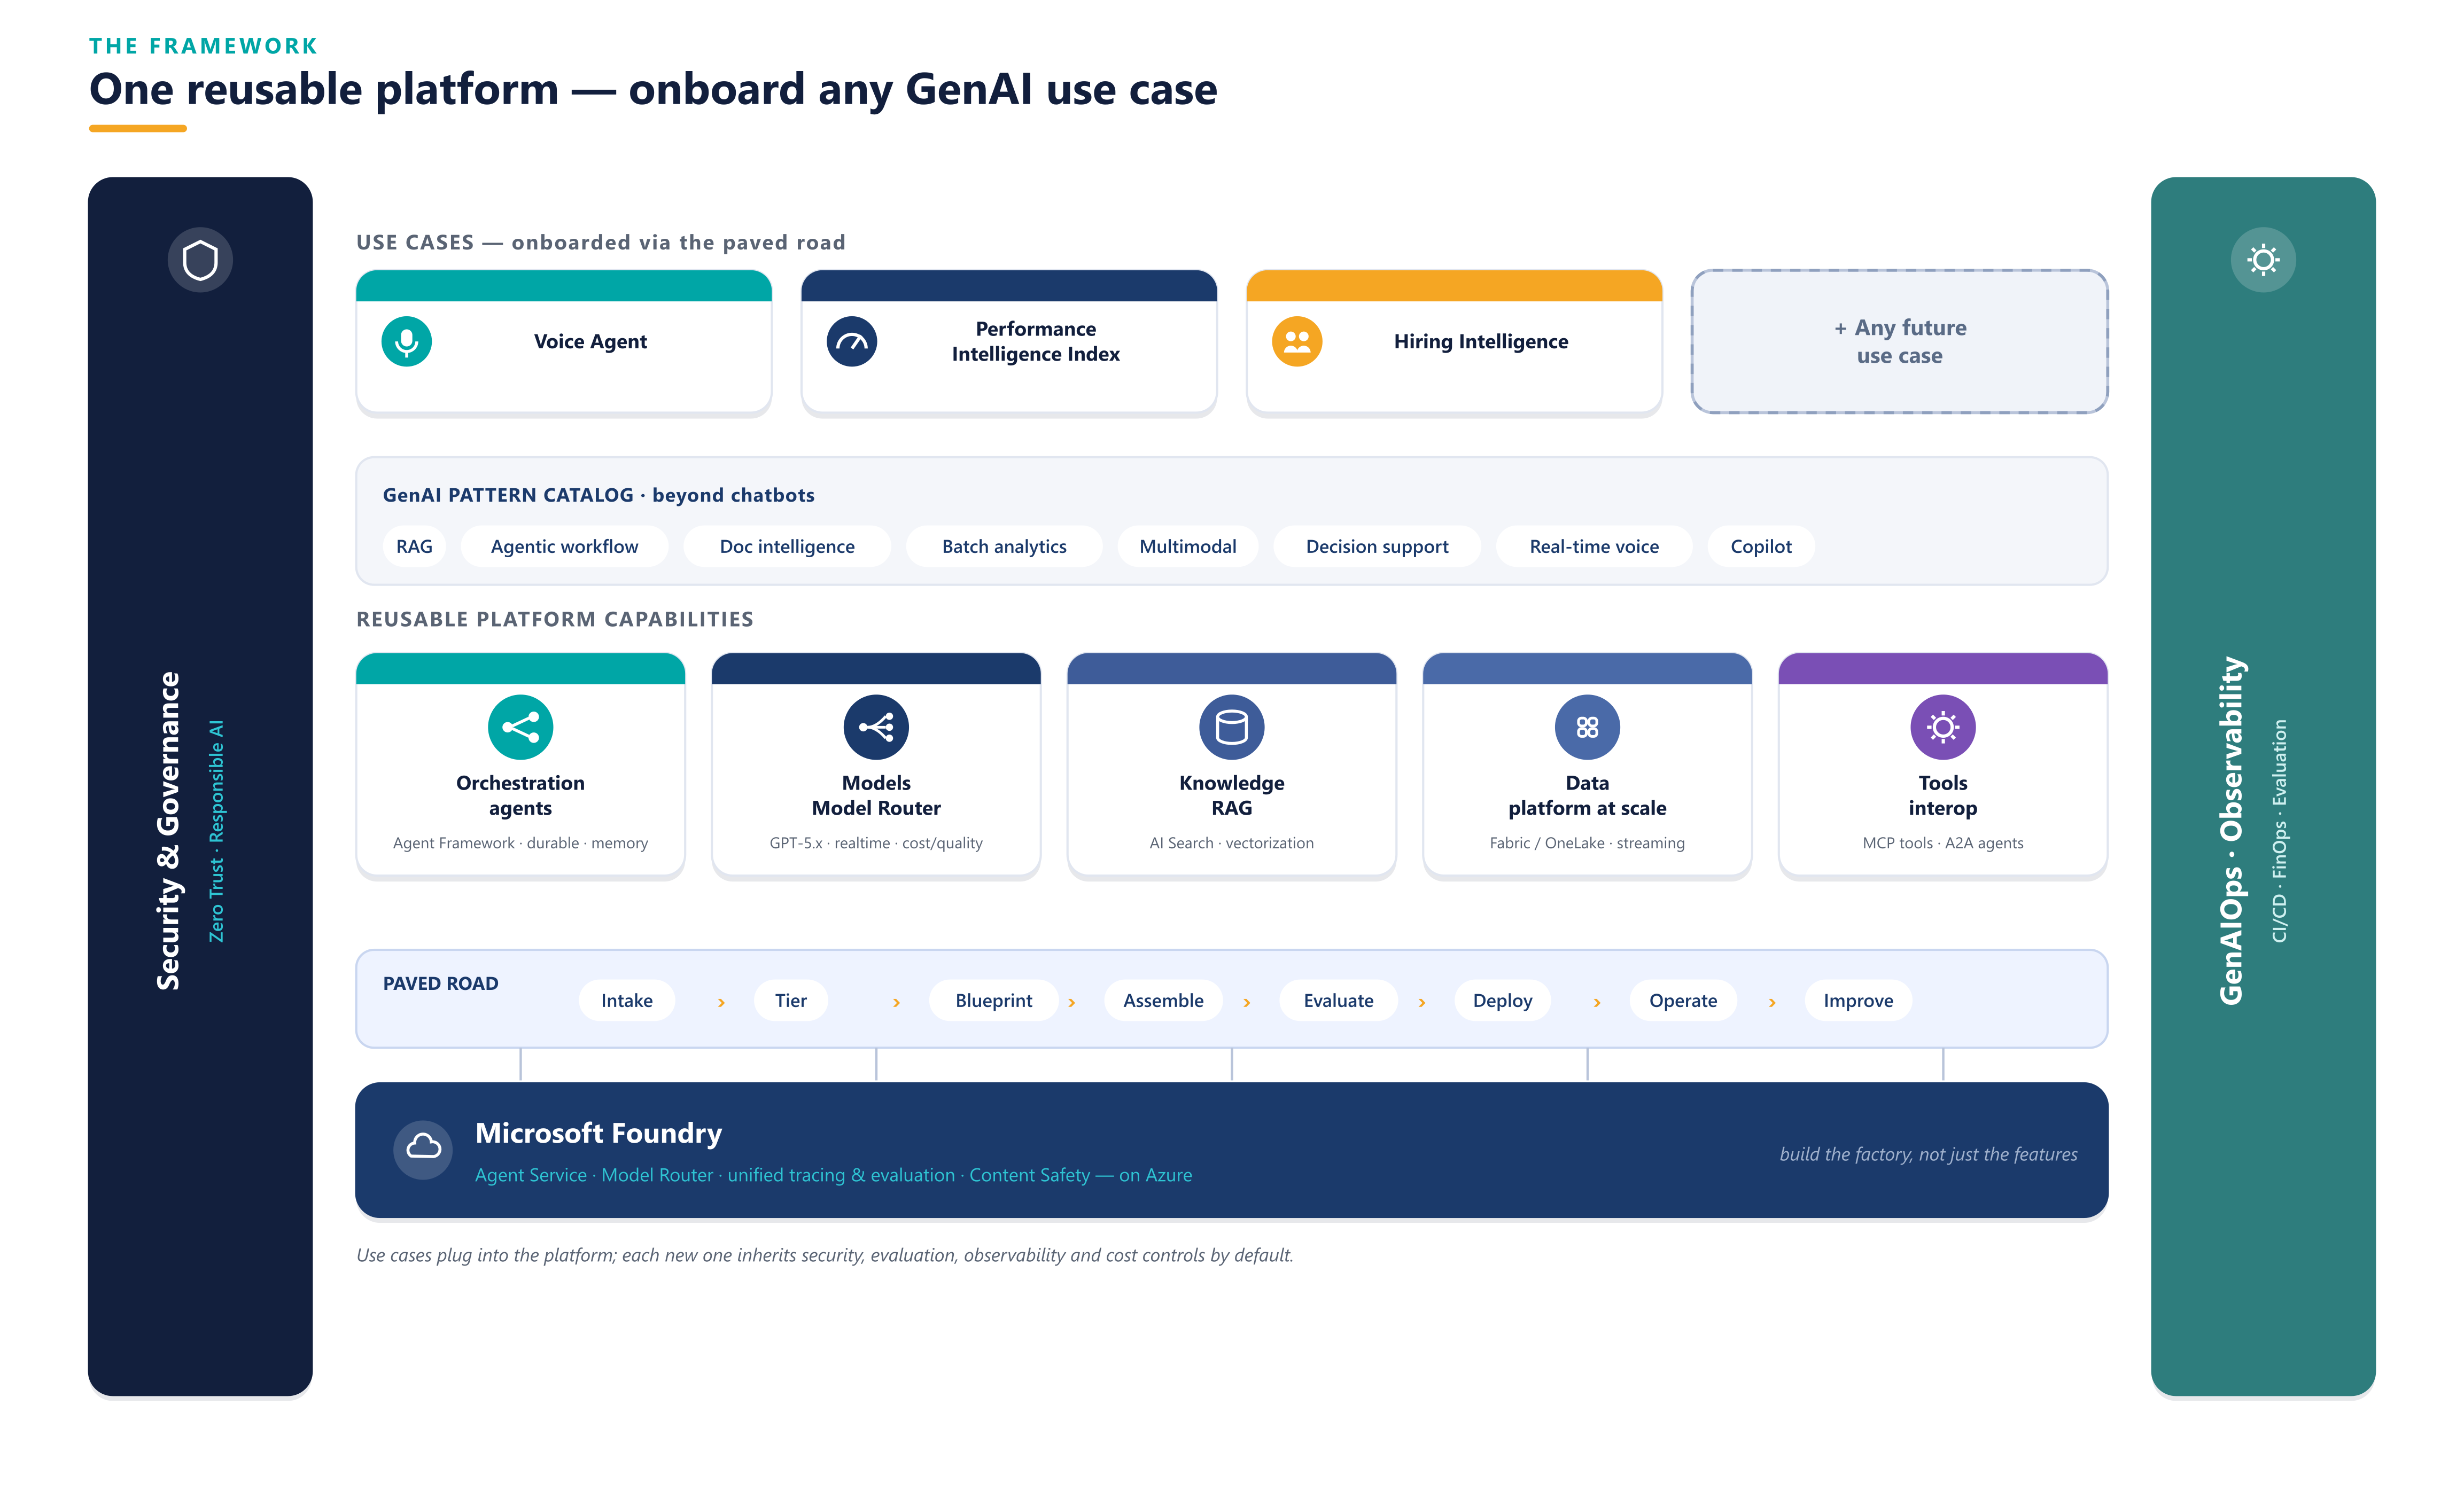 THE FRAMEWORK
One reusable platform — onboard any GenAI use case
Security & Governance
Zero Trust · Responsible AI
USE CASES — onboarded via the paved road
Voice Agent
Performance
Intelligence Index
Hiring Intelligence
+ Any future
use case
GenAI PATTERN CATALOG · beyond chatbots
RAG
Agentic workflow
Doc intelligence
Batch analytics
Multimodal
Decision support
Real-time voice
Copilot
REUSABLE PLATFORM CAPABILITIES
Orchestration
agents
Agent Framework · durable · memory
Models
Model Router
GPT-5.x · realtime · cost/quality
Knowledge
RAG
AI Search · vectorization
Data
platform at scale
Fabric / OneLake · streaming
Tools
interop
MCP tools · A2A agents
PAVED ROAD
Intake › Tier › Blueprint › Assemble › Evaluate › Deploy › Operate › Improve
Microsoft Foundry
Agent Service · Model Router · unified tracing & evaluation · Content Safety — on Azure
build the factory, not just the features
Use cases plug into the platform; each new one inherits security, evaluation, observability and cost controls by default.
GenAIOps · Observability
CI/CD · FinOps · Evaluation